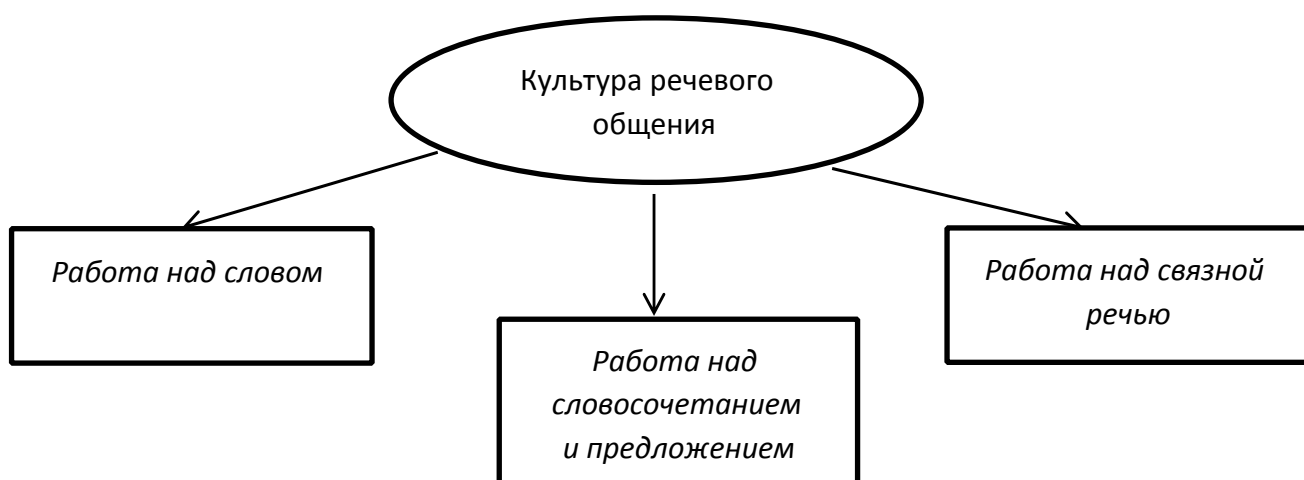 Культура речевого
общения
Работа над словом
Работа над
словосочетанием
и предложением
Работа над связной
речью